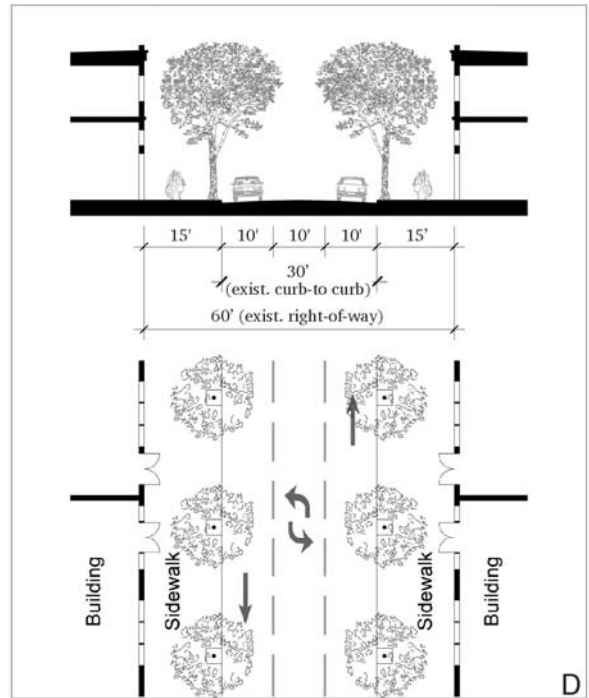 15' 10' 10' 10' 15'
30'
(exist. curb-to curb)
60' (exist. right-of-way)
Building
Sidewalk
Sidewalk
Building
D